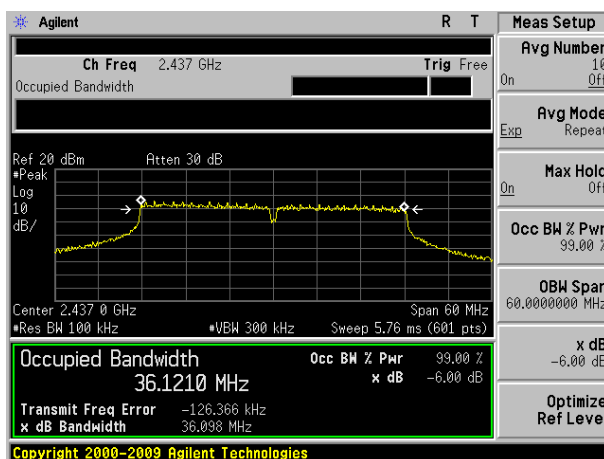 Agilent R T Meas Setup
Avg Number
10
On Off
Ch Freq 2.437 GHz Trig Free
Occupied Bandwidth
Avg Mode
Exp Repeat
Ref 20 dBm Atten 30 dB
#Peak
Log
10
dB/
Max Hold
On Off
Occ BW % Pwr
99.00 %
OBW Span
60.0000000 MHz
Center 2.437 0 GHz Span 60 MHz
#Res BW 100 kHz #VBW 300 kHz Sweep 5.76 ms (601 pts)
Occupied Bandwidth Occ BW % Pwr 99.00 %
36.1210 MHz x dB -6.00 dB
x dB
-6.00 dB
Transmit Freq Error -126.366 kHz
x dB Bandwidth 36.098 MHz
Optimize
Ref Level
Copyright 2000-2009 Agilent Technologies